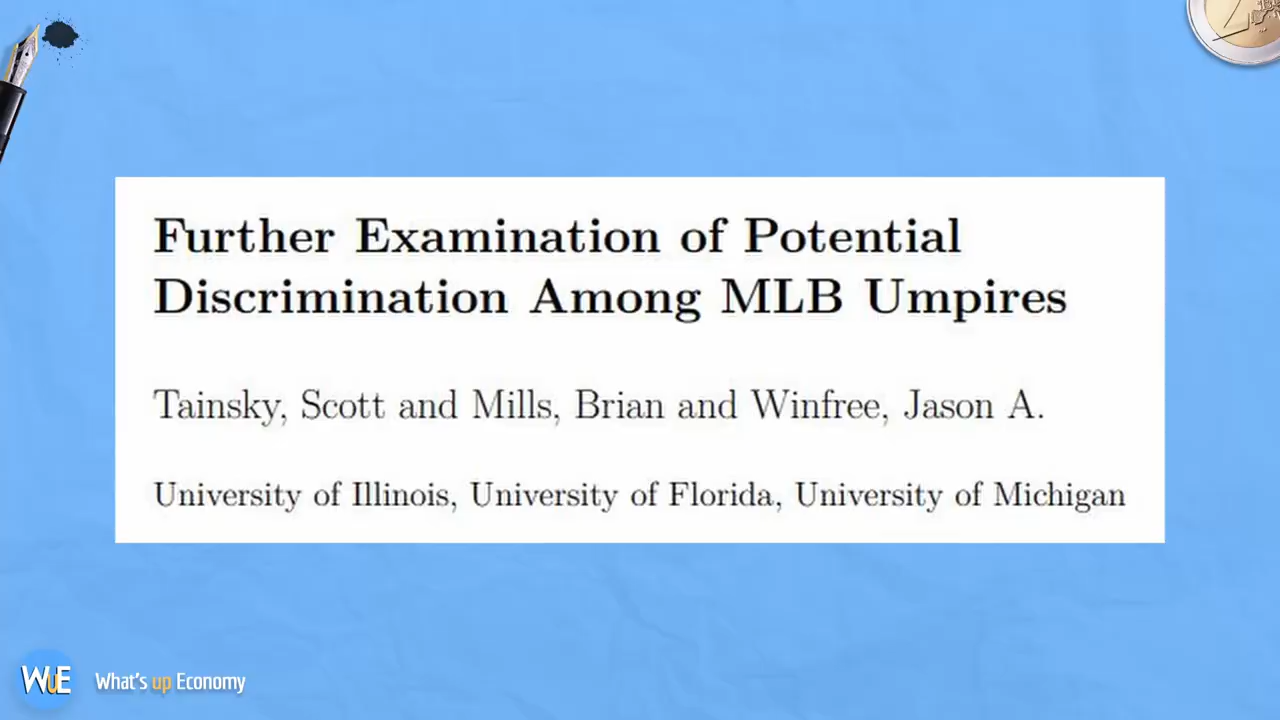 Further Examination of Potential
Discrimination Among MLB Umpires
Tainsky, Scott and Mills, Brian and Winfree, Jason A.
University of Illinois, University of Florida, University of Michigan
WuE What's up Economy